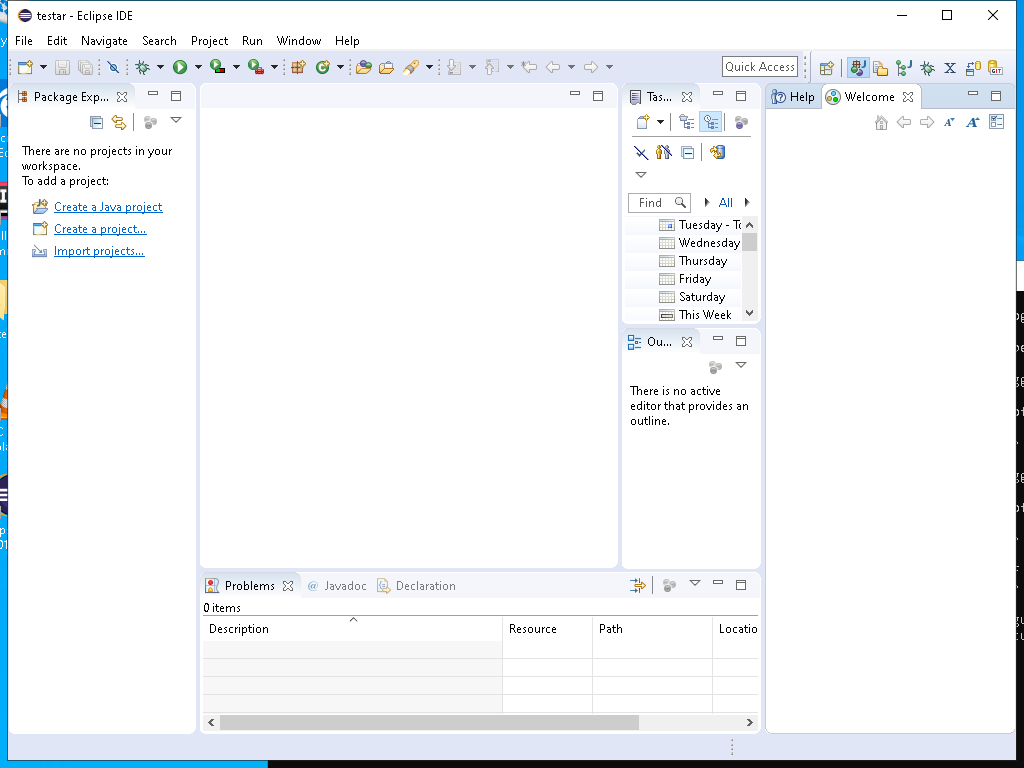 testar - Eclipse IDE
File Edit Navigate Search Project Run Window Help
Quick Access
Package Exp...
There are no projects in your
workspace.
To add a project:
Create a Java project
Create a project...
Import projects...
Tas...
Find
All
Tuesday - To
Wednesday
Thursday
Friday
Saturday
This Week
Ou...
There is no active
editor that provides an
outline.
Help Welcome
Problems Javadoc Declaration
0 items
Description Resource Path Locatio